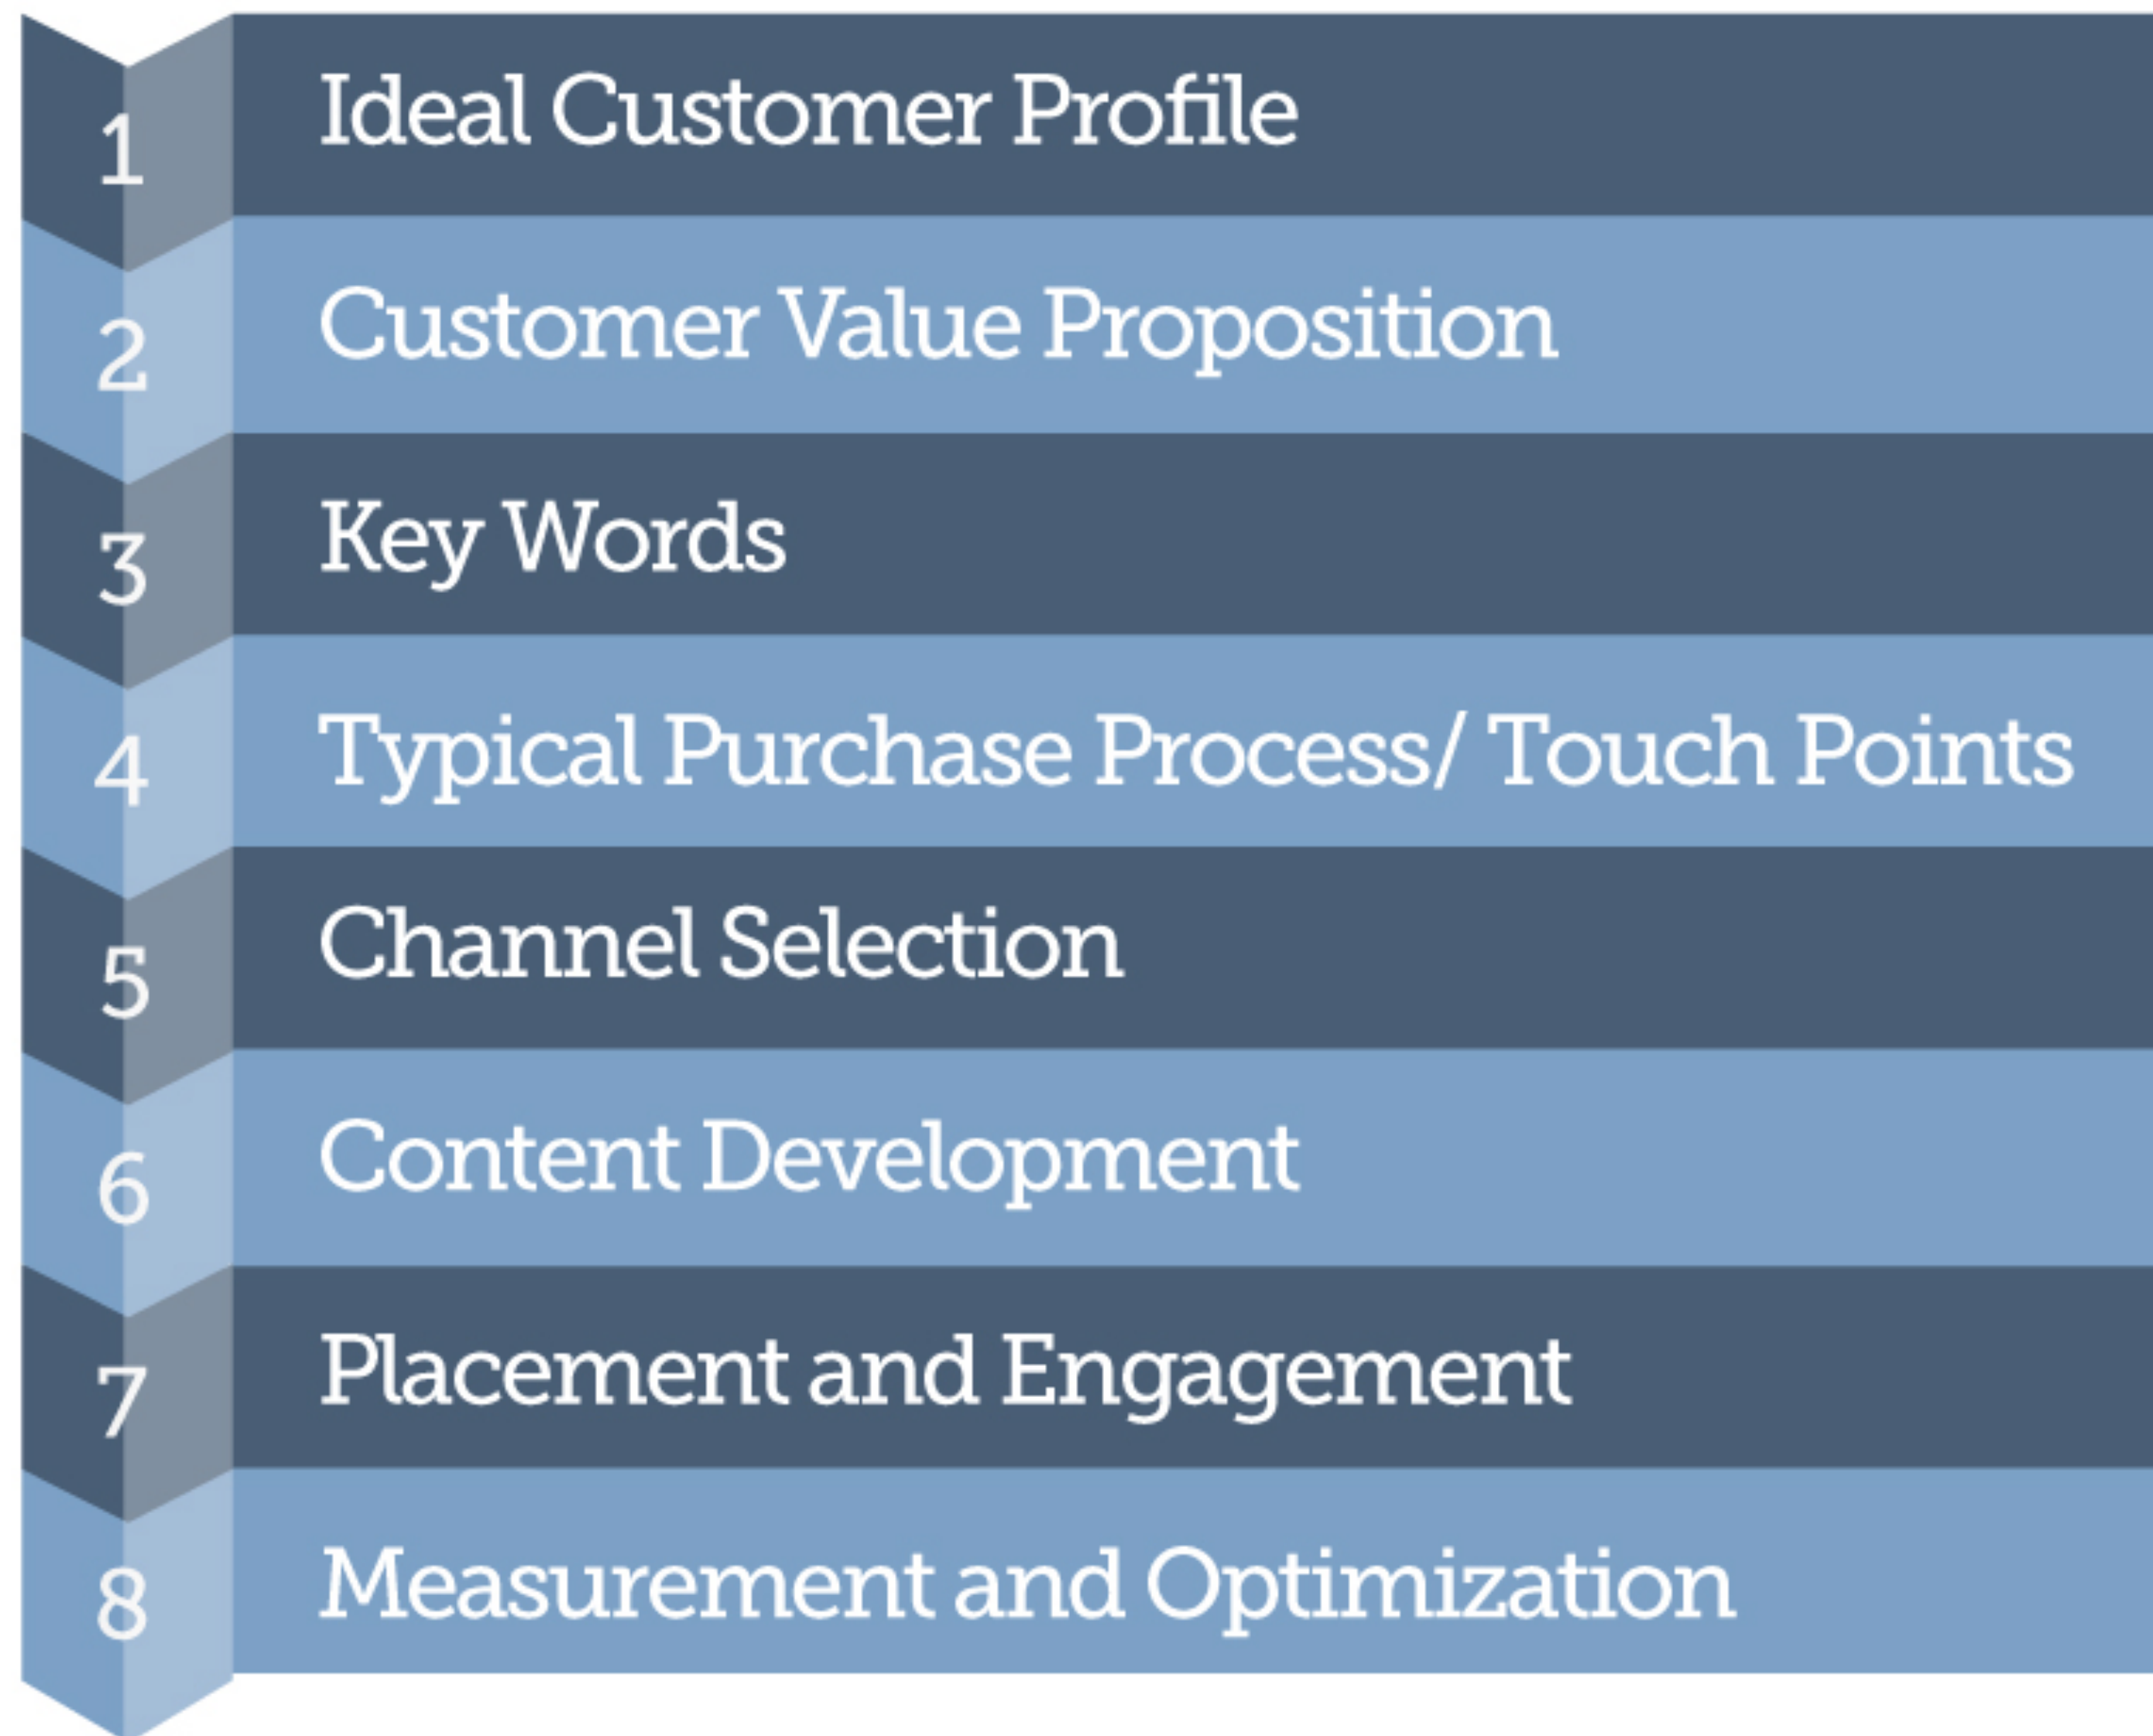 1 Ideal Customer Profile
2 Customer Value Proposition
3 Key Words
4 Typical Purchase Process/ Touch Points
5 Channel Selection
6 Content Development
7 Placement and Engagement
8 Measurement and Optimization